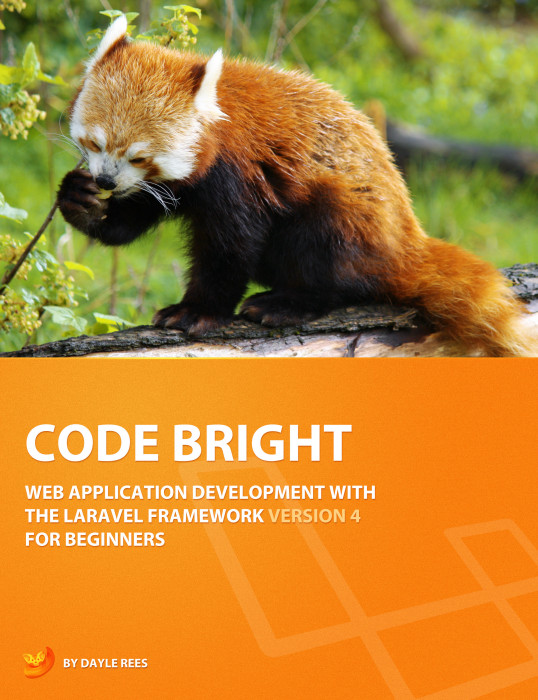 CODE BRIGHT
WEB APPLICATION DEVELOPMENT WITH
THE LARAVEL FRAMEWORK VERSION 4
FOR BEGINNERS
BY DAYLE REES